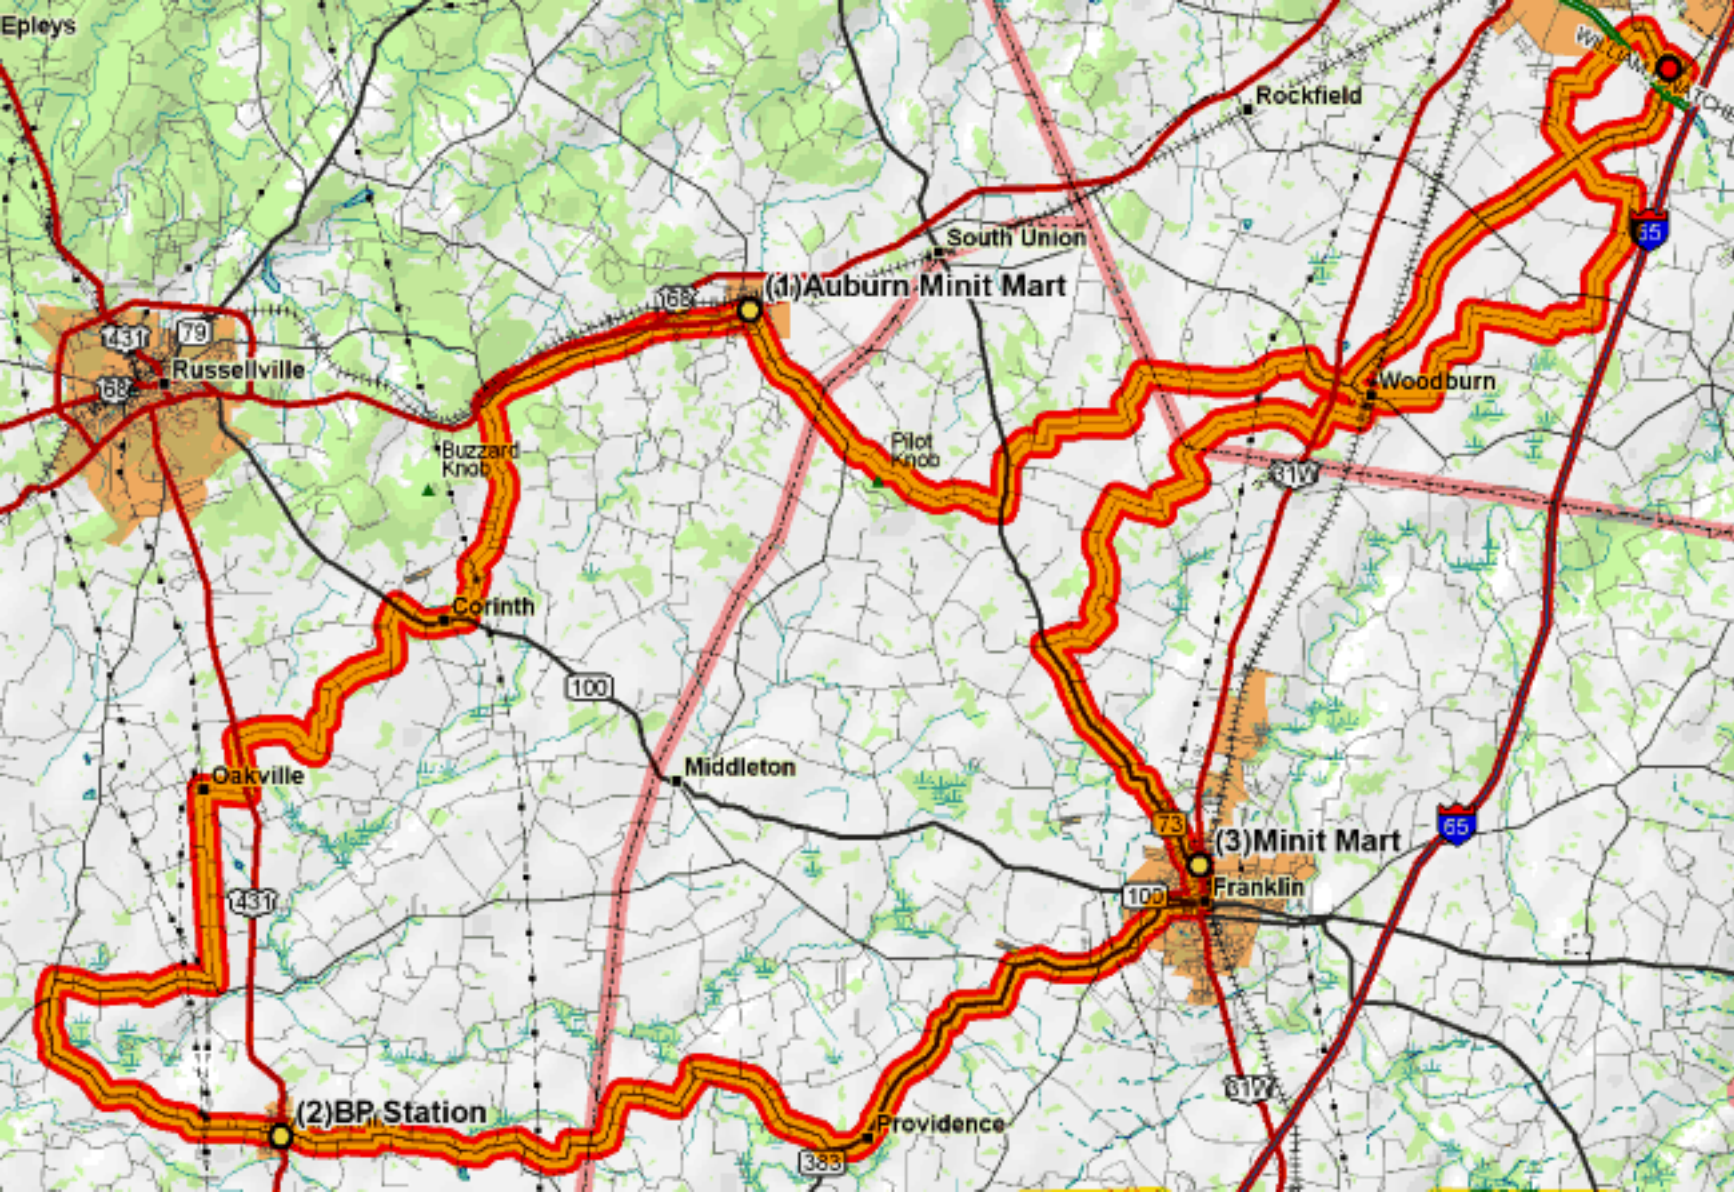 Epleys
Rockfield
South Union
65
(1)Auburn Minit Mart
68
431
79
Russellville
68
Woodburn
Buzzard
Knob
Pilot
Knob
31W
Corinth
100
Middleton
Oakville
73
(3)Minit Mart
65
Franklin
100
431
31W
(2)BP Station
Providence
383